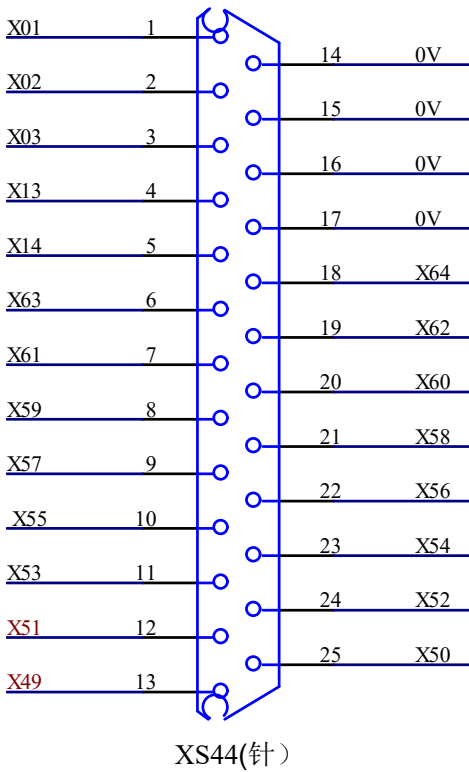 X01 1
14 0V
X02 2
15 0V
X03 3
16 0V
X13 4
17 0V
X14 5
18 X64
X63 6
19 X62
X61 7
20 X60
X59 8
21 X58
X57 9
22 X56
X55 10
23 X54
X53 11
24 X52
X51 12
25 X50
X49 13
XS44(针）